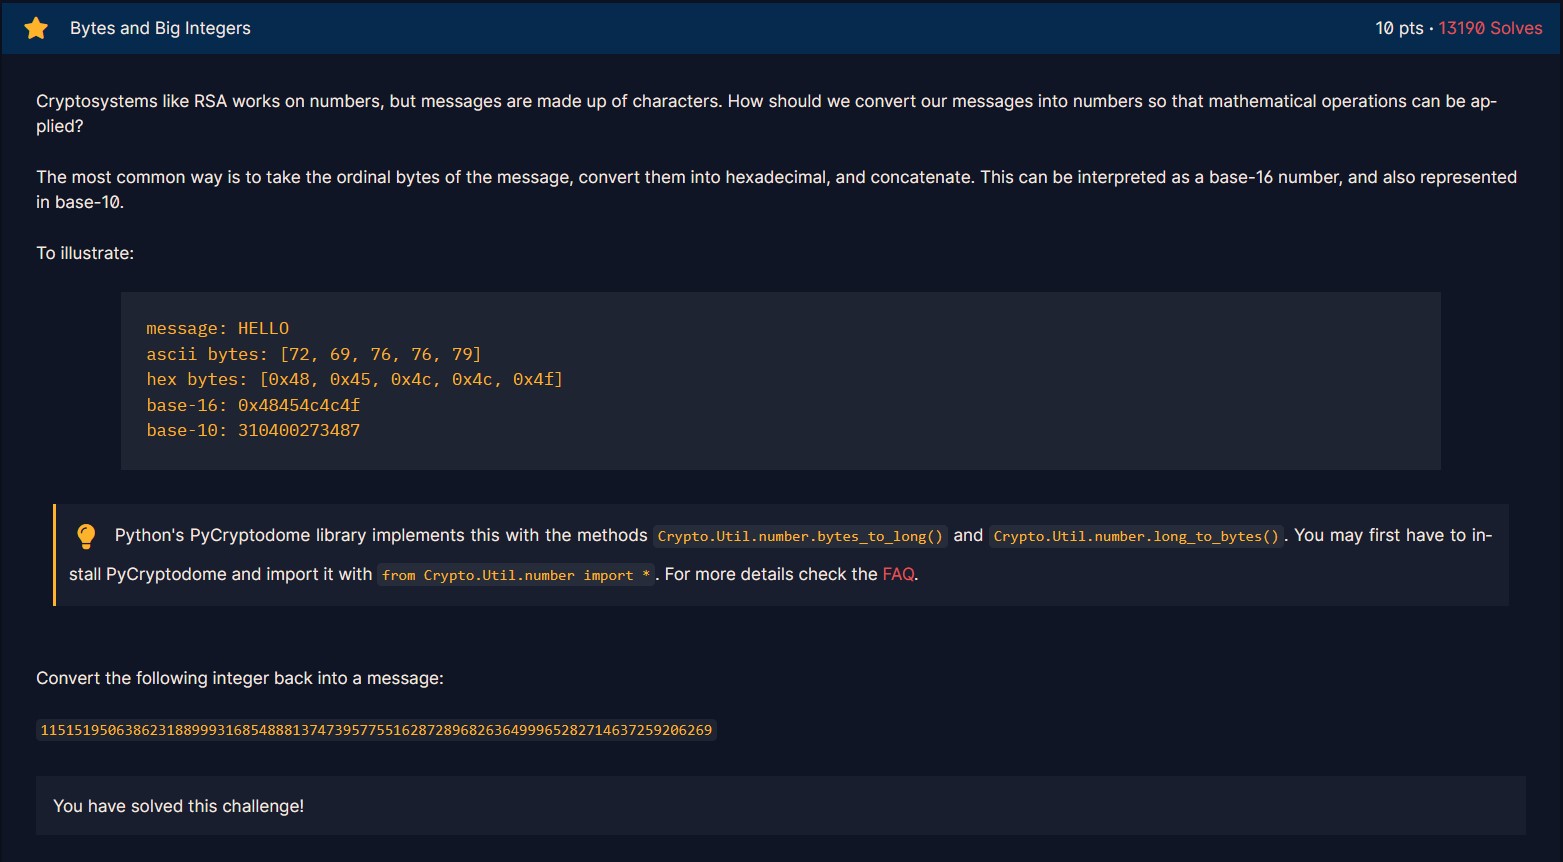 Bytes and Big Integers
10 pts · 13190 Solves
Cryptosystems like RSA works on numbers, but messages are made up of characters. How should we convert our messages into numbers so that mathematical operations can be ap-
plied?
The most common way is to take the ordinal bytes of the message, convert them into hexadecimal, and concatenate. This can be interpreted as a base-16 number, and also represented
in base-10.
To illustrate:
message: HELLO
ascii bytes: [72, 69, 76, 76, 79]
hex bytes: [0x48, 0x45, 0x4c, 0x4c, 0x4f]
base-16: 0x48454c4c4f
base-10: 310400273487
Python's PyCryptodome library implements this with the methods Crypto.Util.number.bytes_to_long() and Crypto.Util.number.long_to_bytes(). You may first have to in-
stall PyCryptodome and import it with from Crypto.Util.number import *. For more details check the FAQ.
Convert the following integer back into a message:
11515195063862318899931685488813747395775516287289682636499965282714637259206269
You have solved this challenge!